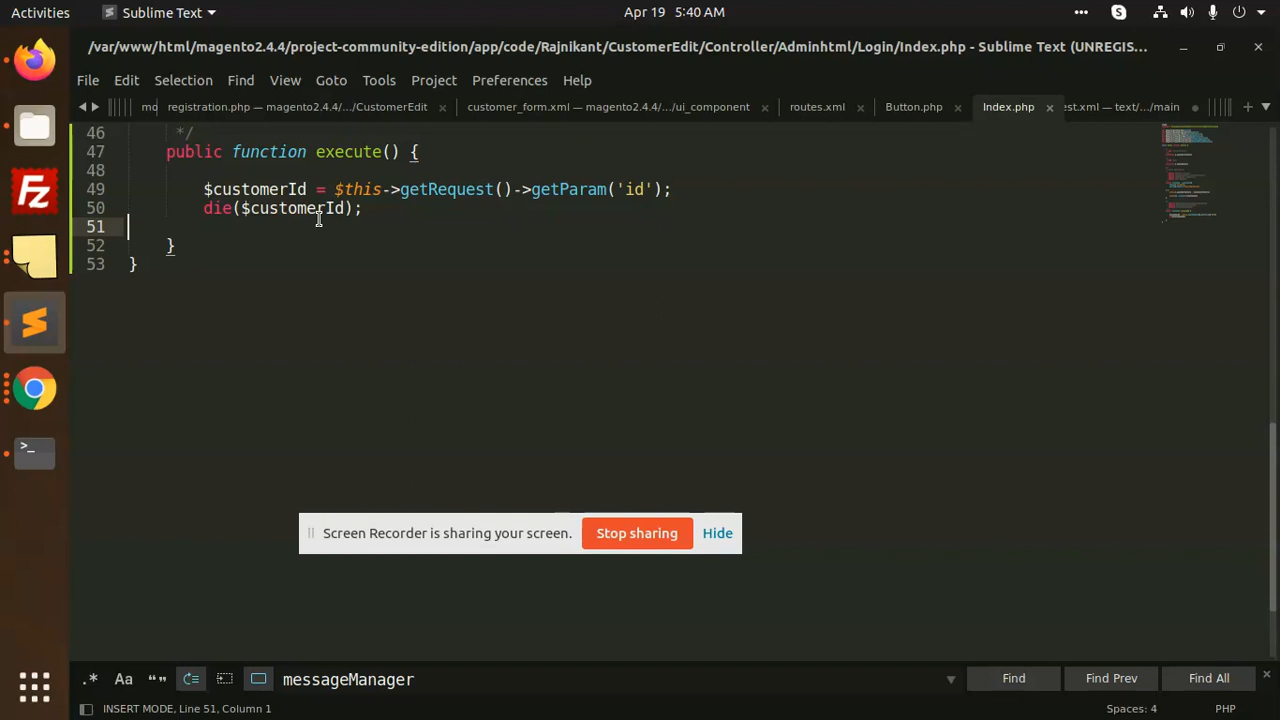 Activities
Sublime Text
Apr 19 5:40 AM
/var/www/html/magento2.4.4/project-community-edition/app/code/Rajnikant/CustomerEdit/Controller/Adminhtml/Login/Index.php - Sublime Text (UNREGIS...
File Edit Selection Find View Goto Tools Project Preferences Help
mo registration.php — magento2.4.4/.../CustomerEdit customer_form.xml — magento2.4.4/.../ui_component routes.xml Button.php Index.php est.xml — text/.../main
46 */
47 public function execute() {
48
49 $customerId = $this->getRequest()->getParam('id');
50 die($customerId);
51
52 }
53 }
Screen Recorder is sharing your screen. Stop sharing Hide
.* Aa “” messageManager Find Find Prev Find All
INSERT MODE, Line 51, Column 1 Spaces: 4 PHP